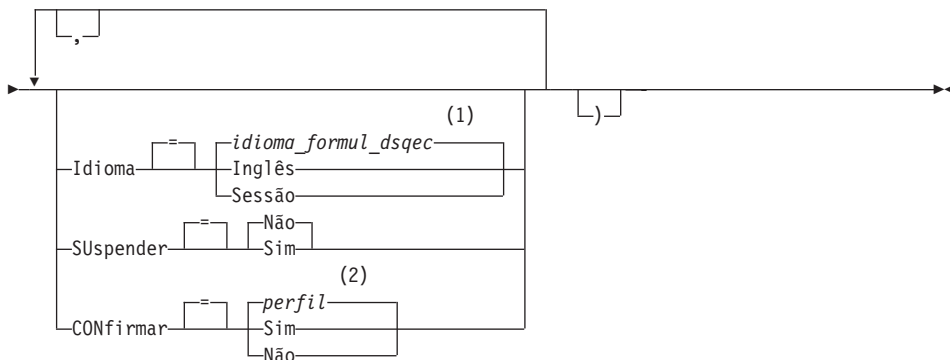 ,
)
(1)
= idioma_formul_dsqec
Idioma Inglês
Sessão
= Não
SUspender Sim
(2)
= perfil
CONfirmar Sim
Não